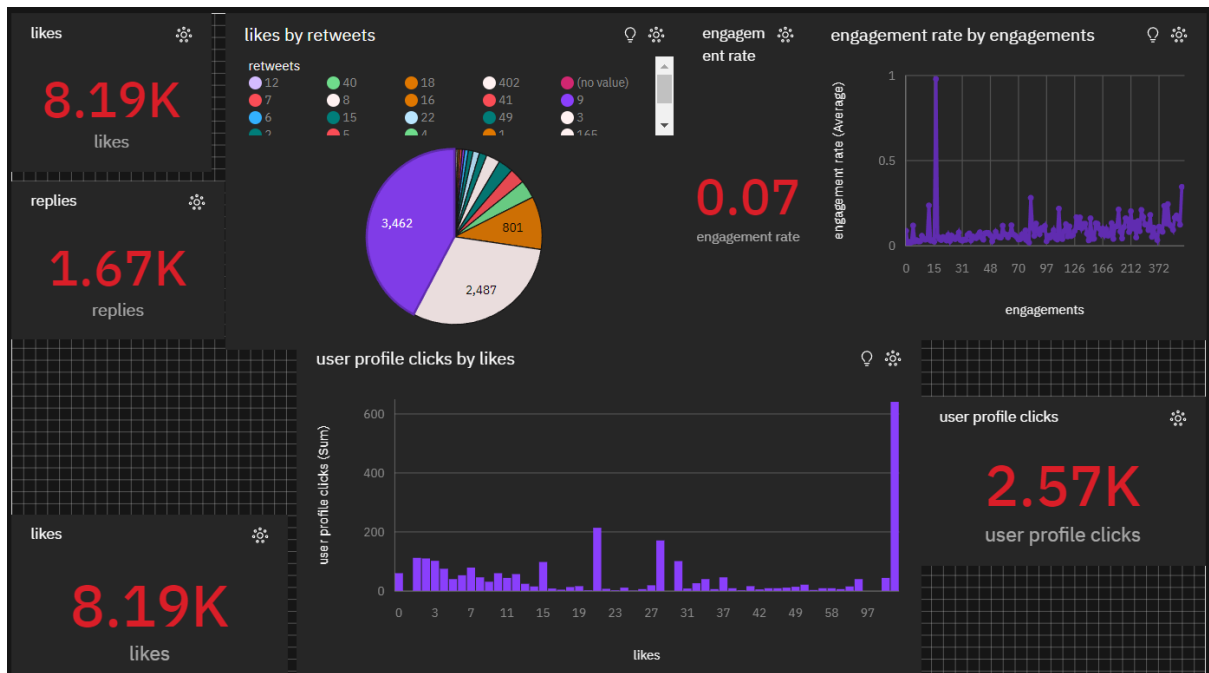 likes
8.19K
likes
replies
1.67K
replies
likes by retweets
retweets
12 40 18 402 (no value)
7 8 16 41 9
6 15 22 49 3
2 5 4 1 165
3,462
801
2,487
engagem
ent rate
0.07
engagement rate
engagement rate by engagements
engagement rate (Average)
1
0.5
0
0 15 31 48 70 97 126 166 212 372
engagements
user profile clicks by likes
user profile clicks (Sum)
600
400
200
0
0 3 7 11 15 19 23 27 31 37 42 49 58 97
likes
user profile clicks
2.57K
user profile clicks
likes
8.19K
likes